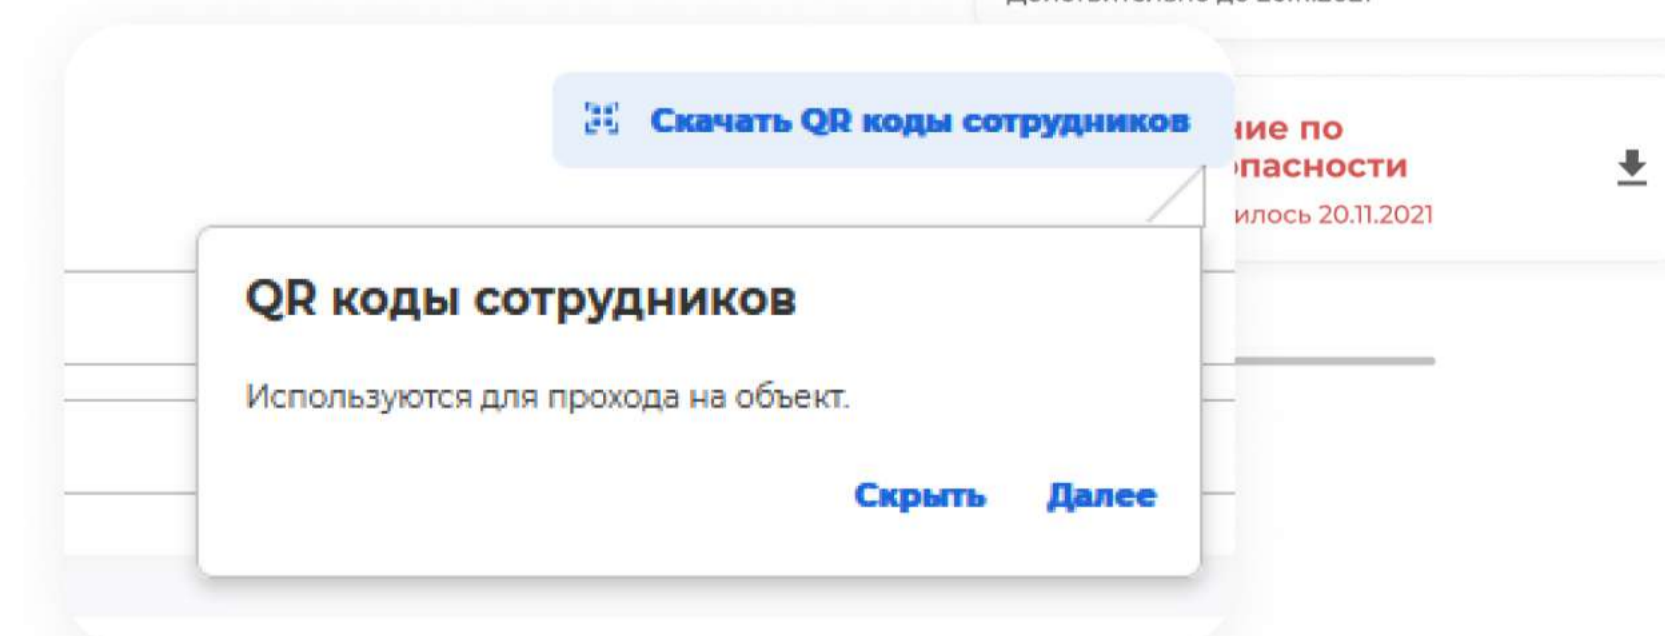 Скачать QR коды сотрудников
QR коды сотрудников
Используются для прохода на объект.
Скрыть Далее
ние по
пасности
илось 20.11.2021